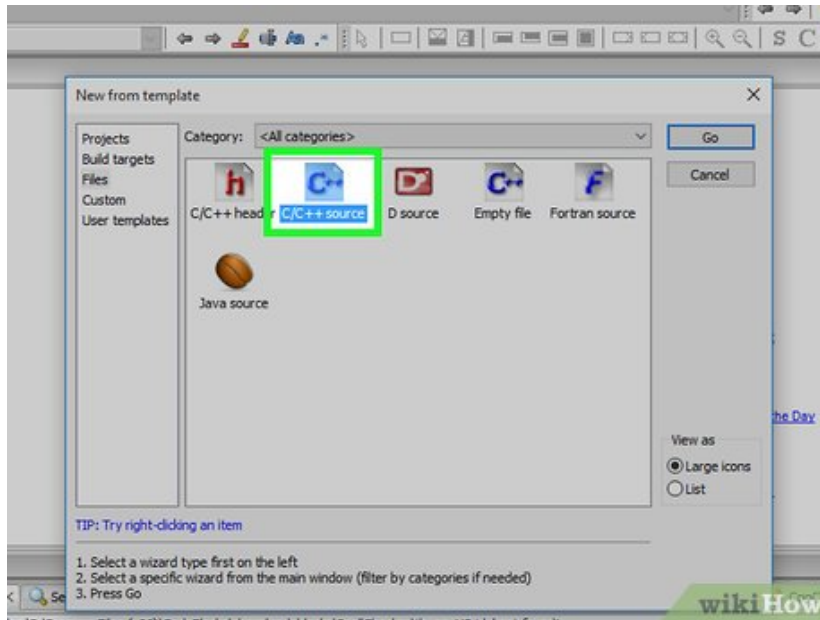 S C
New from template
Projects
Build targets
Files
Custom
User templates
Category: <All categories>
Go
Cancel
C/C++ header C/C++ source D source Empty file Fortran source
Java source
the Day
View as
Large icons
List
TIP: Try right-clicking an item
1. Select a wizard type first on the left
2. Select a specific wizard from the main window (filter by categories if needed)
3. Press Go
Se
wikiHow